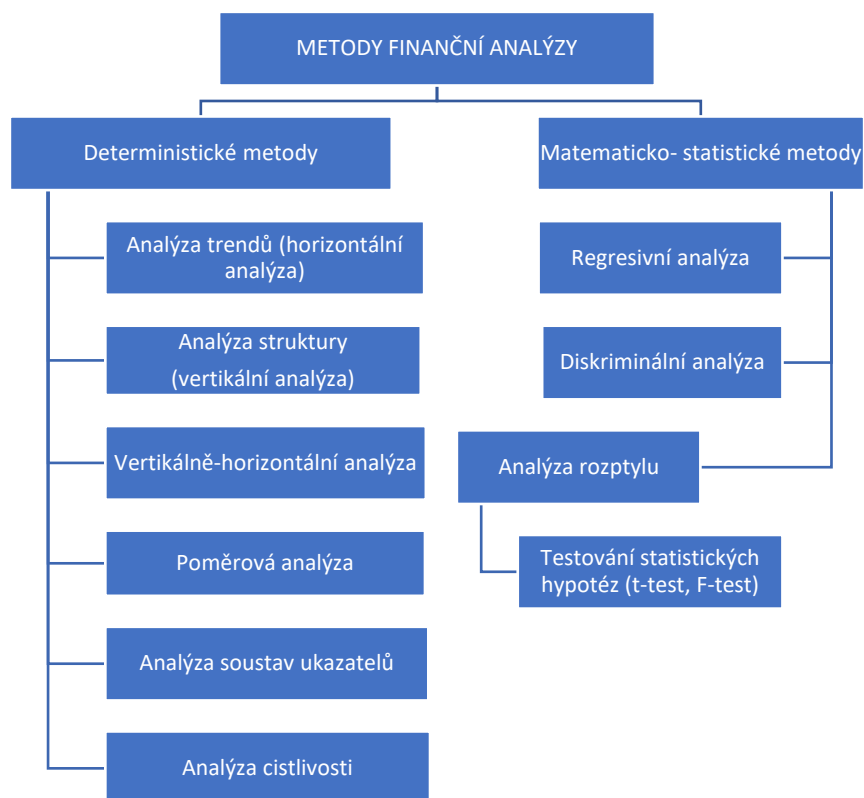 METODY FINANČNÍ ANALÝZY
Deterministické metody
Analýza trendů (horizontální
analýza)
Analýza struktury
(vertikální analýza)
Vertikálně-horizontální analýza
Poměrová analýza
Analýza soustav ukazatelů
Analýza cistlivosti
Matematicko- statistické metody
Regresivní analýza
Diskriminální analýza
Analýza rozptylu
Testování statistických
hypotéz (t-test, F-test)